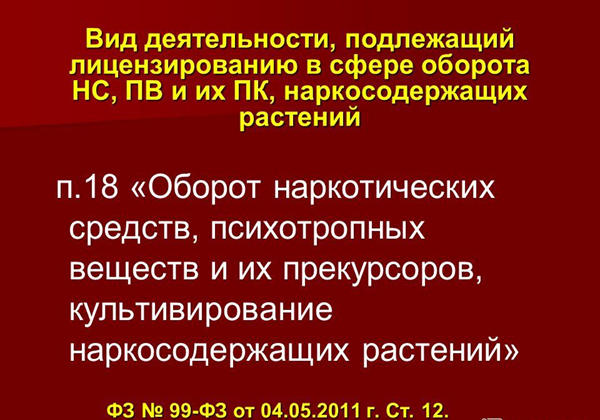 Вид деятельности, подлежащий
лицензированию в сфере оборота
НС, ПВ и их ПК, наркосодержащих
растений
п.18 «Оборот наркотических
средств, психотропных
веществ и их прекурсоров,
культивирование
наркосодержащих растений»
ФЗ № 99-ФЗ от 04.05.2011 г. Ст. 12.